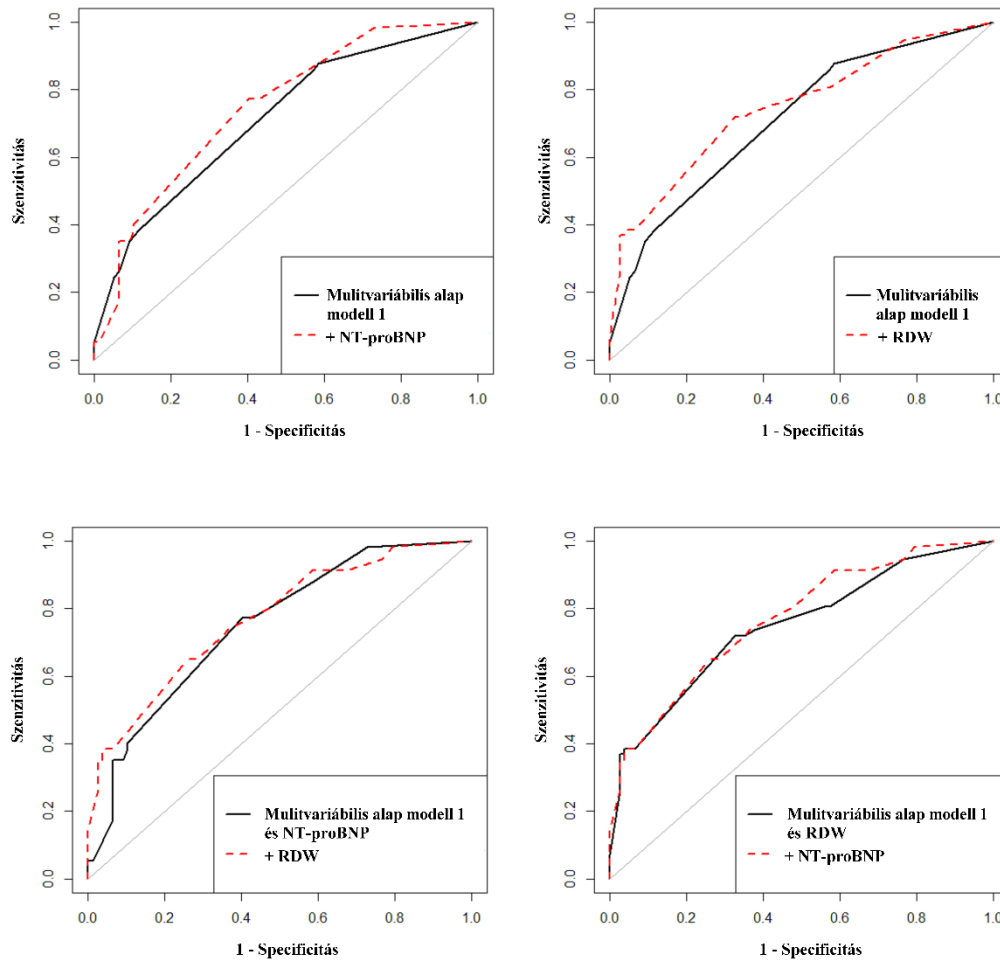 1.0
0.8
0.6
0.4
0.2
0.0
Szenzitivitás
Mulitvariábilis alap
modell 1
+ NT-proBNP
0.0 0.2 0.4 0.6 0.8 1.0
1 - Specificitás
1.0
0.8
0.6
0.4
0.2
0.0
Szenzitivitás
Mulitvariábilis
alap modell 1
+ RDW
0.0 0.2 0.4 0.6 0.8 1.0
1 - Specificitás
1.0
0.8
0.6
0.4
0.2
0.0
Szenzitivitás
Mulitvariábilis alap modell 1
és NT-proBNP
+ RDW
0.0 0.2 0.4 0.6 0.8 1.0
1 - Specificitás
1.0
0.8
0.6
0.4
0.2
0.0
Szenzitivitás
Mulitvariábilis alap modell 1
és RDW
+ NT-proBNP
0.0 0.2 0.4 0.6 0.8 1.0
1 - Specificitás